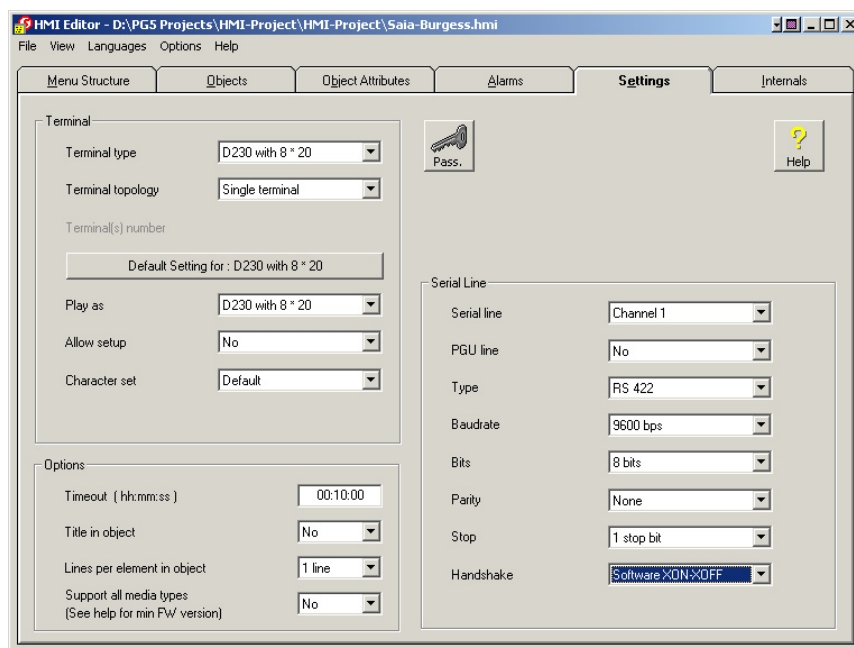 HMI Editor - D:\PG5 Projects\HMI-Project\HMI-Project\Saia-Burgess.hmi
File View Languages Options Help
Menu Structure Objects Object Attributes Alarms Settings Internals
Terminal
Terminal type D230 with 8 * 20
Terminal topology Single terminal
Terminal(s) number
Default Setting for : D230 with 8 * 20
Play as D230 with 8 * 20
Allow setup No
Character set Default
Options
Timeout ( hh:mm:ss ) 00:10:00
Title in object No
Lines per element in object 1 line
Support all media types
(See help for min FW version) No
Pass.
? Help
Serial Line
Serial line Channel 1
PGU line No
Type RS 422
Baudrate 9600 bps
Bits 8 bits
Parity None
Stop 1 stop bit
Handshake Software XON-XOFF